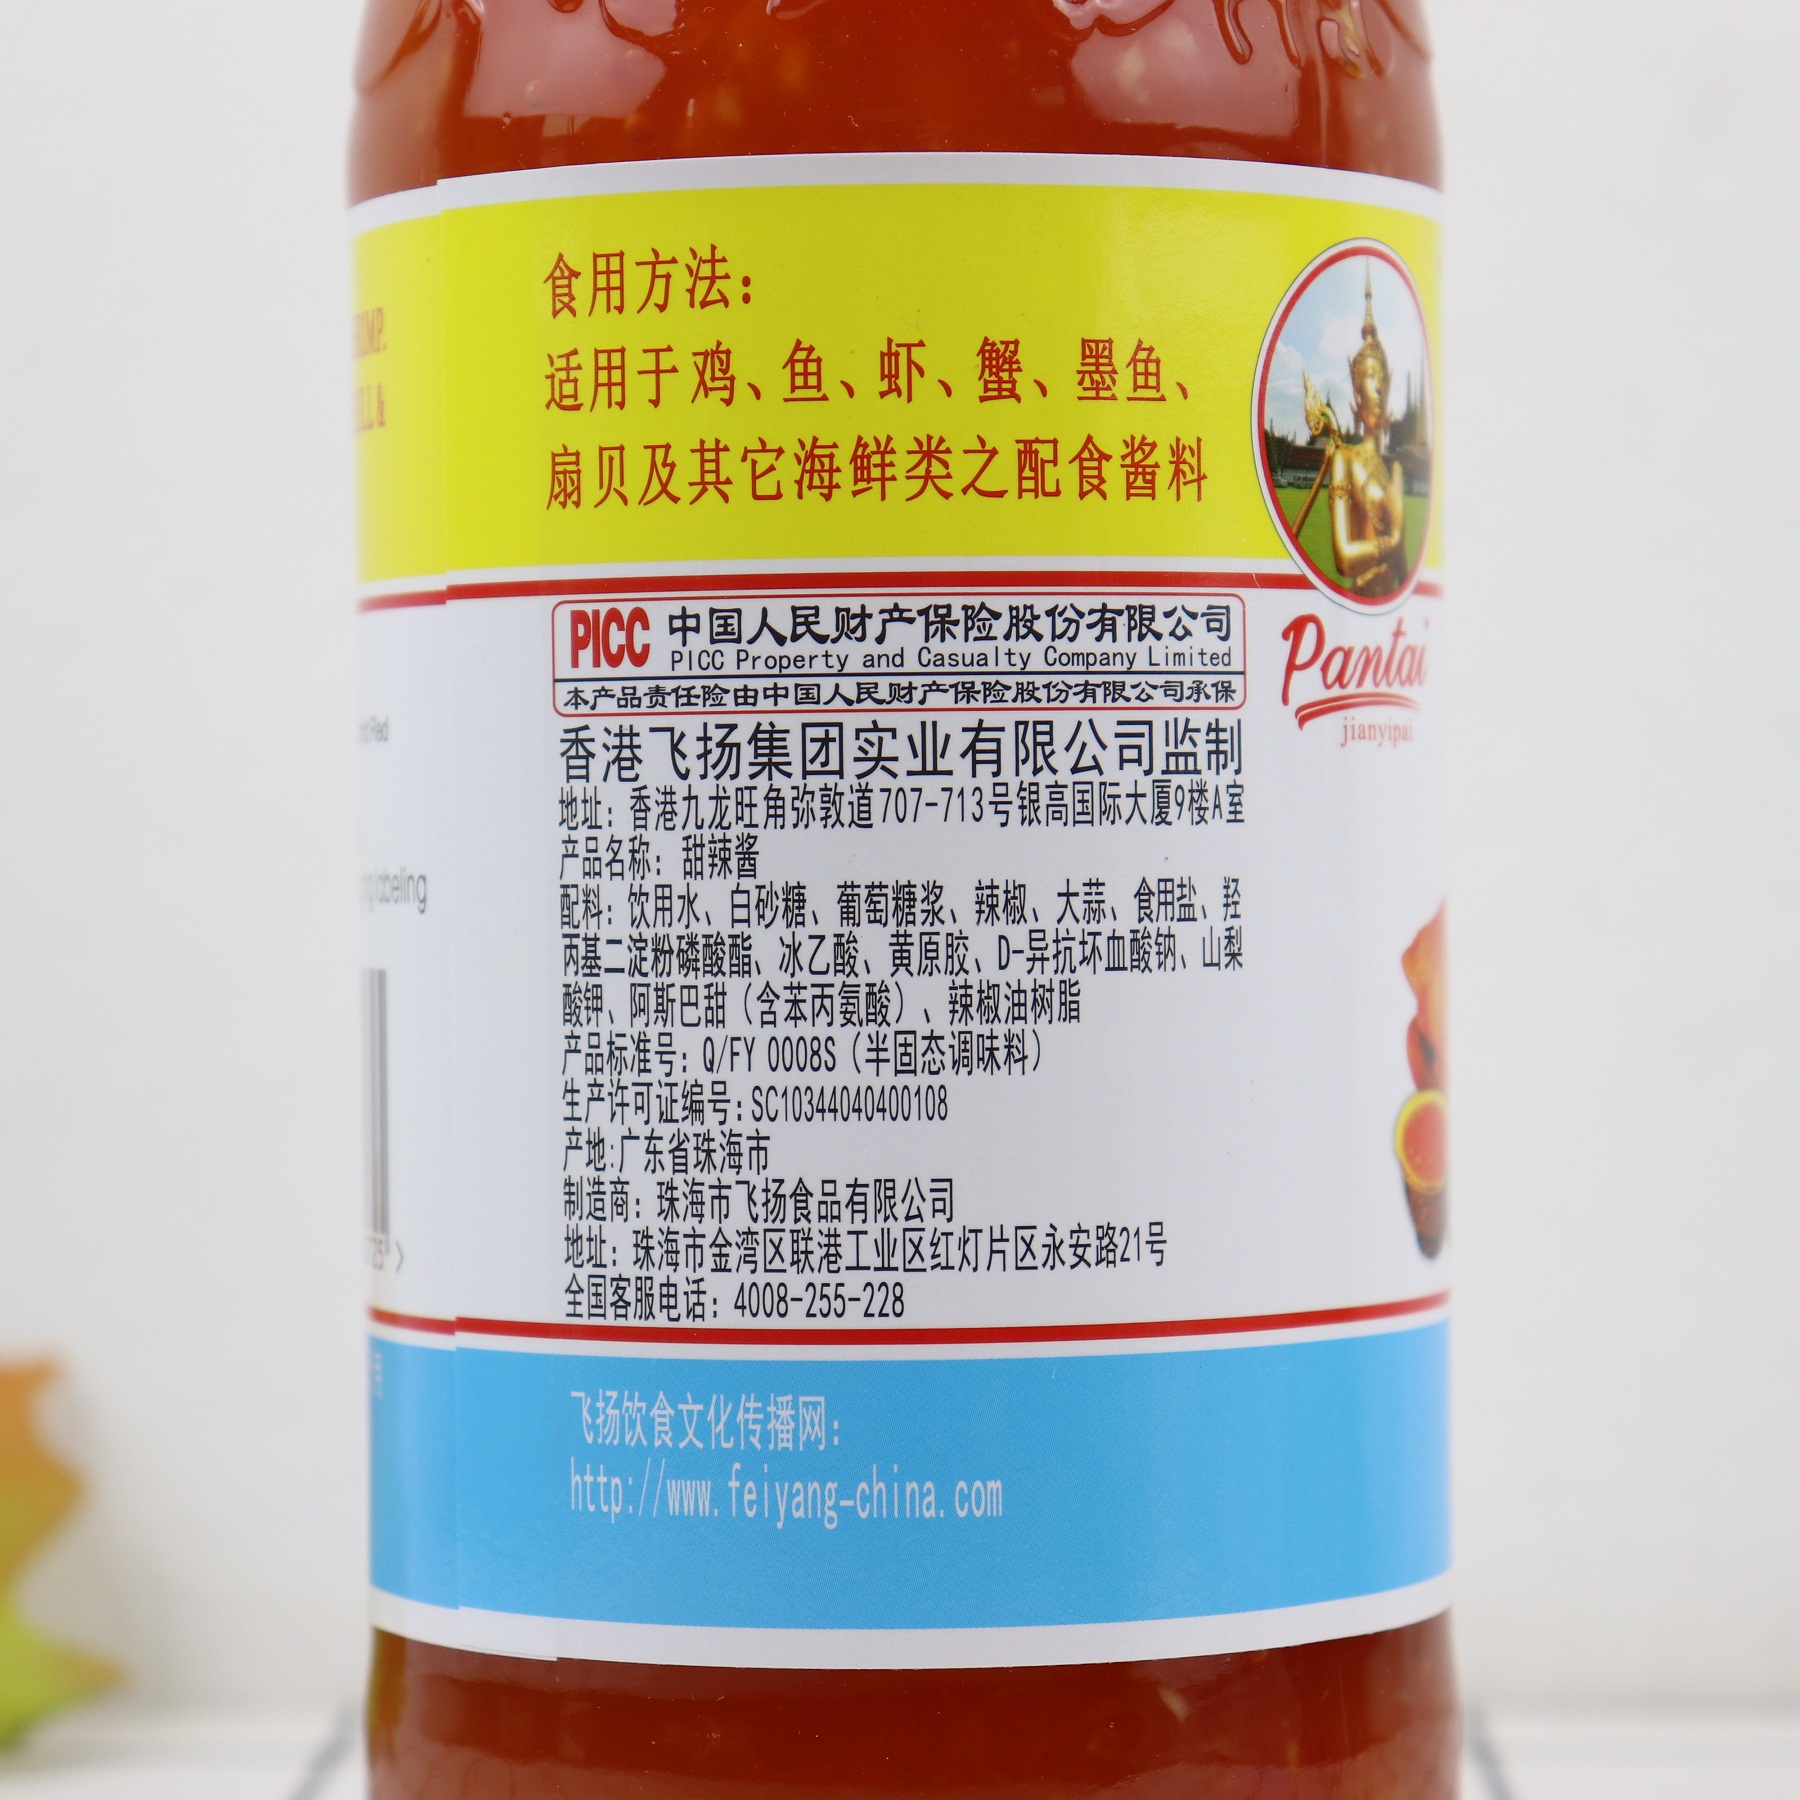 食用方法：
适用于鸡、鱼、虾、蟹、墨鱼、
扇贝及其它海鲜类之配食酱料
PICC 中国人民财产保险股份有限公司
PICC Property and Casualty Company Limited
本产品责任险由中国人民财产保险股份有限公司承保
Pantai
jianyipai
香港飞扬集团实业有限公司监制
地址：香港九龙旺角弥敦道707-713号银高国际大厦9楼A室
产品名称：甜辣酱
配料：饮用水、白砂糖、葡萄糖浆、辣椒、大蒜、食用盐、羟
丙基二淀粉磷酸酯、冰乙酸、黄原胶、D-异抗坏血酸钠、山梨
酸钾、阿斯巴甜（含苯丙氨酸）、辣椒油树脂
产品标准号：Q/FY 0008S（半固态调味料）
生产许可证编号：SC10344040400108
产地：广东省珠海市
制造商：珠海市飞扬食品有限公司
地址：珠海市金湾区联港工业区红灯片区永安路21号
全国客服电话：4008-255-228
飞扬饮食文化传播网：
http://www.feiyang-china.com
&
Red
labeling